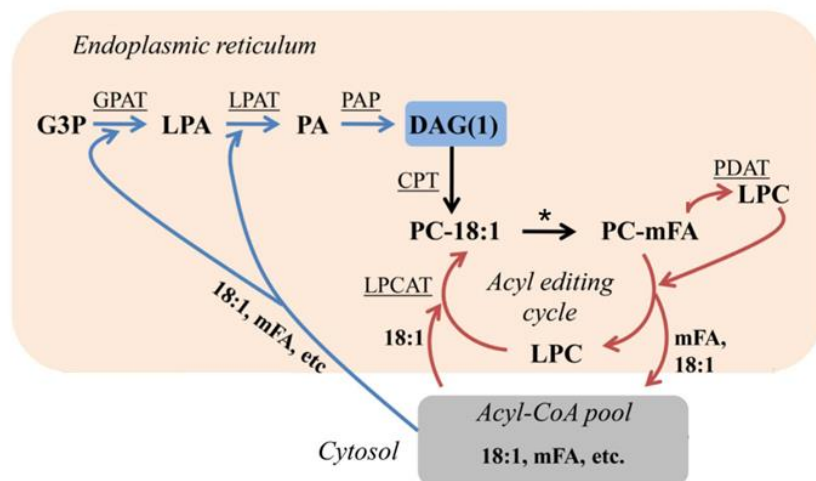 Endoplasmic reticulum
GPAT
LPAT
PAP
G3P
LPA
PA
DAG(1)
CPT
PDAT
LPC
PC-18:1
*
PC-mFA
LPCAT
Acyl editing
cycle
18:1, mFA, etc
18:1
LPC
mFA,
18:1
Acyl-CoA pool
Cytosol
18:1, mFA, etc.